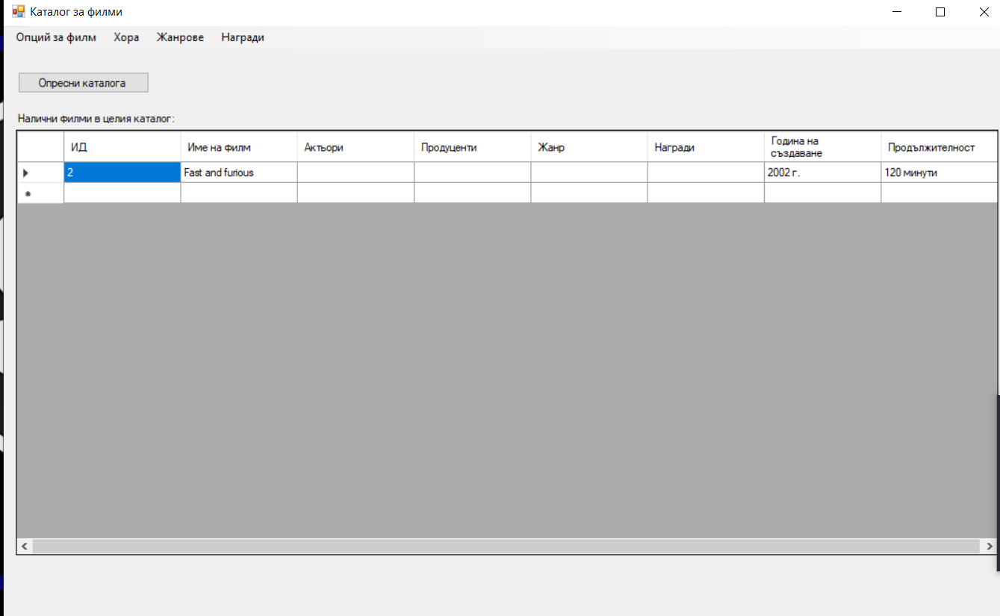 Каталог за филми
Опций за филм Хора Жанрове Награди
Опресни каталога
Налични филми в целия каталог:
ИД Име на филм Актьори Продуценти Жанр Награди Година на създаване Продължителност
2 Fast and furious 2002 г. 120 минути